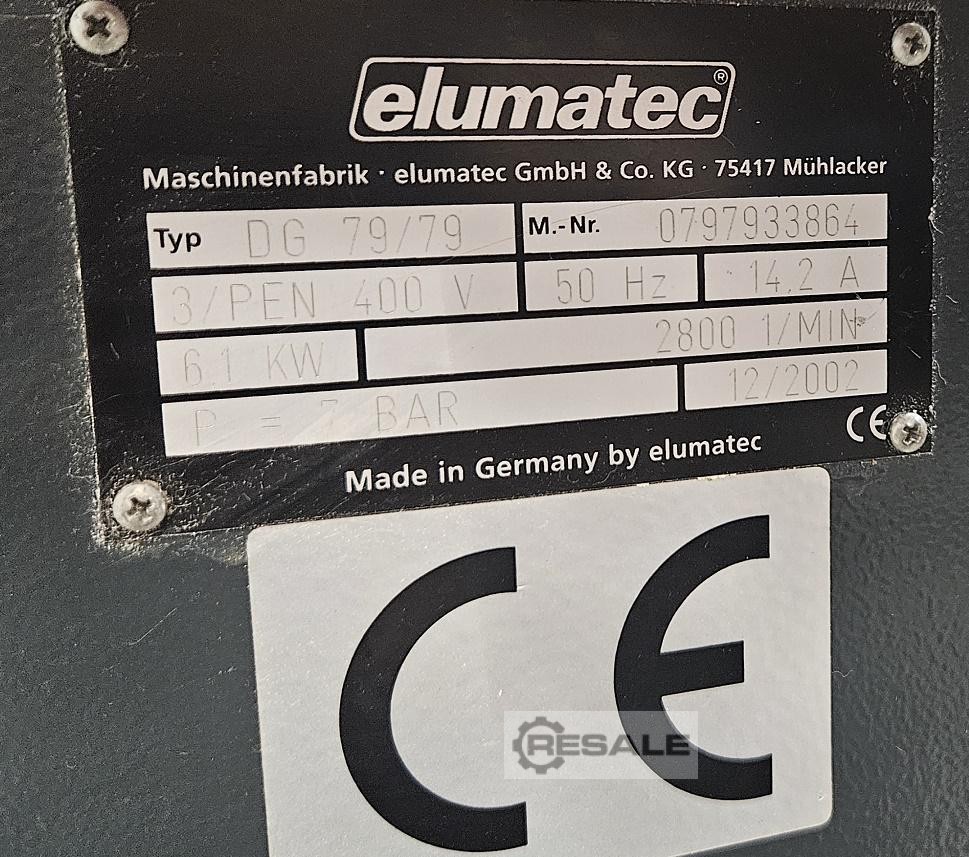 elumatec®
Maschinenfabrik · elumatec GmbH & Co. KG · 75417 Mühlacker
Typ DG 79/79 M.-Nr. 0797933864
3/PEN 400 V 50 Hz 14.2 A
6.1 KW 2800 1/MIN
P = 7 BAR 12/2002
CE
Made in Germany by elumatec
CE
RESALE